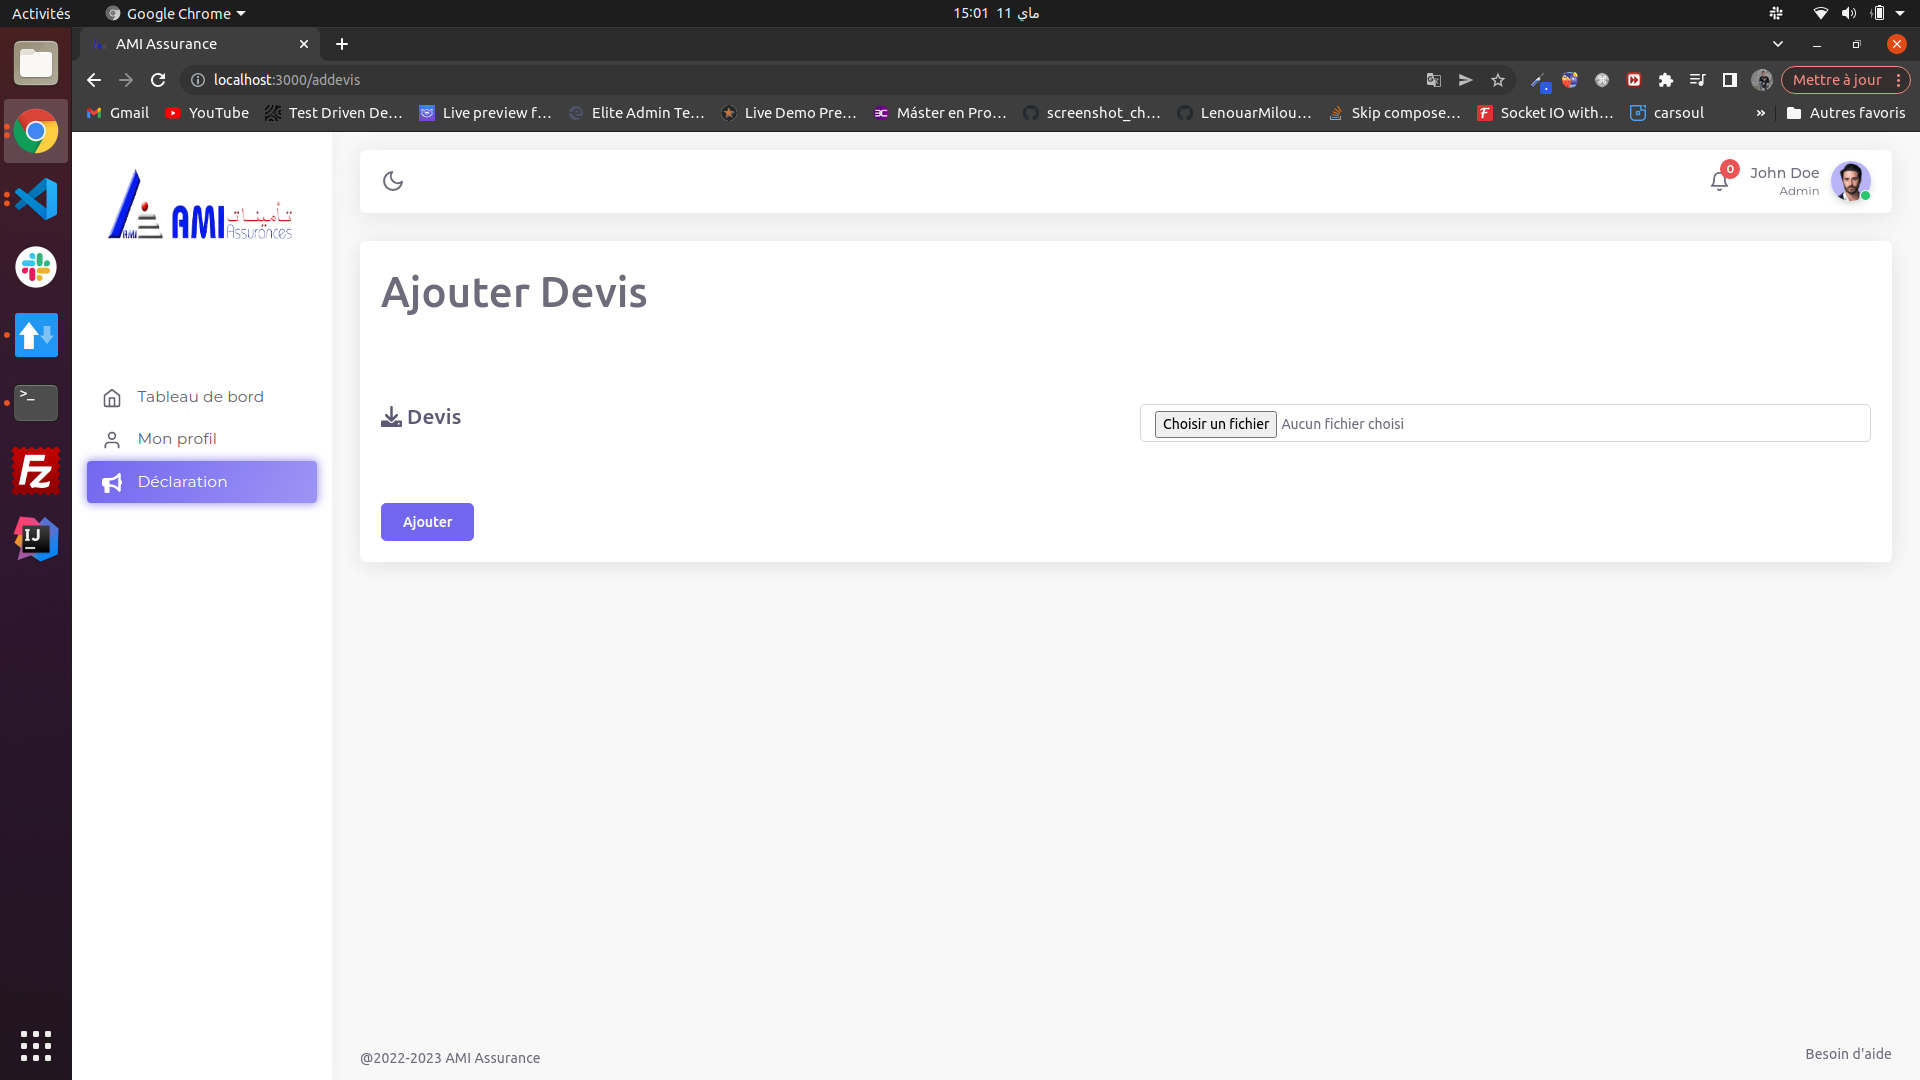 Activités
Google Chrome
15:01 11 ماي
AMI Assurance
localhost:3000/addevis
Mettre à jour
Gmail
YouTube
Test Driven De...
Live preview f...
Elite Admin Te...
Live Demo Pre...
Máster en Pro...
screenshot_ch...
LenouarMilou...
Skip compose...
Socket IO with...
carsoul
»
Autres favoris
AMI
AMI
تأمينات
Assurances
0
John Doe
Admin
Ajouter Devis
Tableau de bord
Mon profil
Déclaration
Devis
Choisir un fichier
Aucun fichier choisi
Ajouter
@2022-2023 AMI Assurance
Besoin d'aide
>_
Fz
IJ